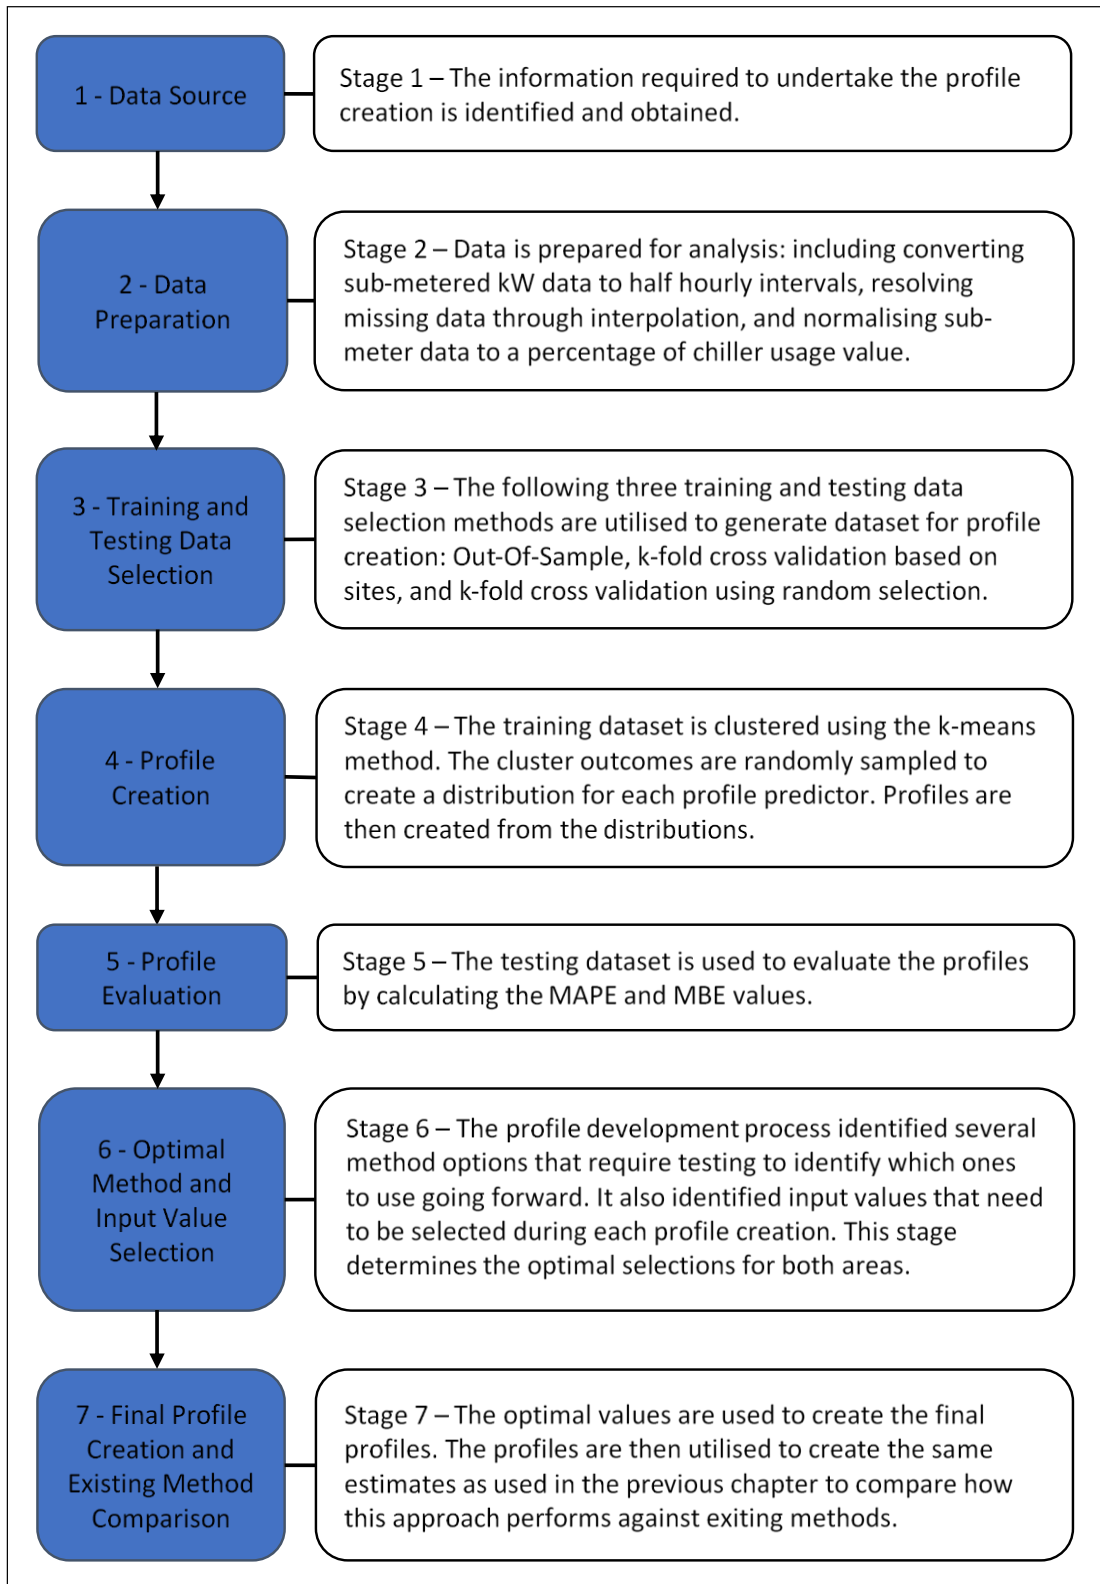 1 - Data Source
Stage 1 – The information required to undertake the profile
creation is identified and obtained.
2 - Data
Preparation
Stage 2 – Data is prepared for analysis: including converting
sub-metered kW data to half hourly intervals, resolving
missing data through interpolation, and normalising sub-
meter data to a percentage of chiller usage value.
3 - Training and
Testing Data
Selection
Stage 3 – The following three training and testing data
selection methods are utilised to generate dataset for profile
creation: Out-Of-Sample, k-fold cross validation based on
sites, and k-fold cross validation using random selection.
4 - Profile
Creation
Stage 4 – The training dataset is clustered using the k-means
method. The cluster outcomes are randomly sampled to
create a distribution for each profile predictor. Profiles are
then created from the distributions.
5 - Profile
Evaluation
Stage 5 – The testing dataset is used to evaluate the profiles
by calculating the MAPE and MBE values.
6 - Optimal
Method and
Input Value
Selection
Stage 6 – The profile development process identified several
method options that require testing to identify which ones
to use going forward. It also identified input values that need
to be selected during each profile creation. This stage
determines the optimal selections for both areas.
7 - Final Profile
Creation and
Existing Method
Comparison
Stage 7 – The optimal values are used to create the final
profiles. The profiles are then utilised to create the same
estimates as used in the previous chapter to compare how
this approach performs against exiting methods.